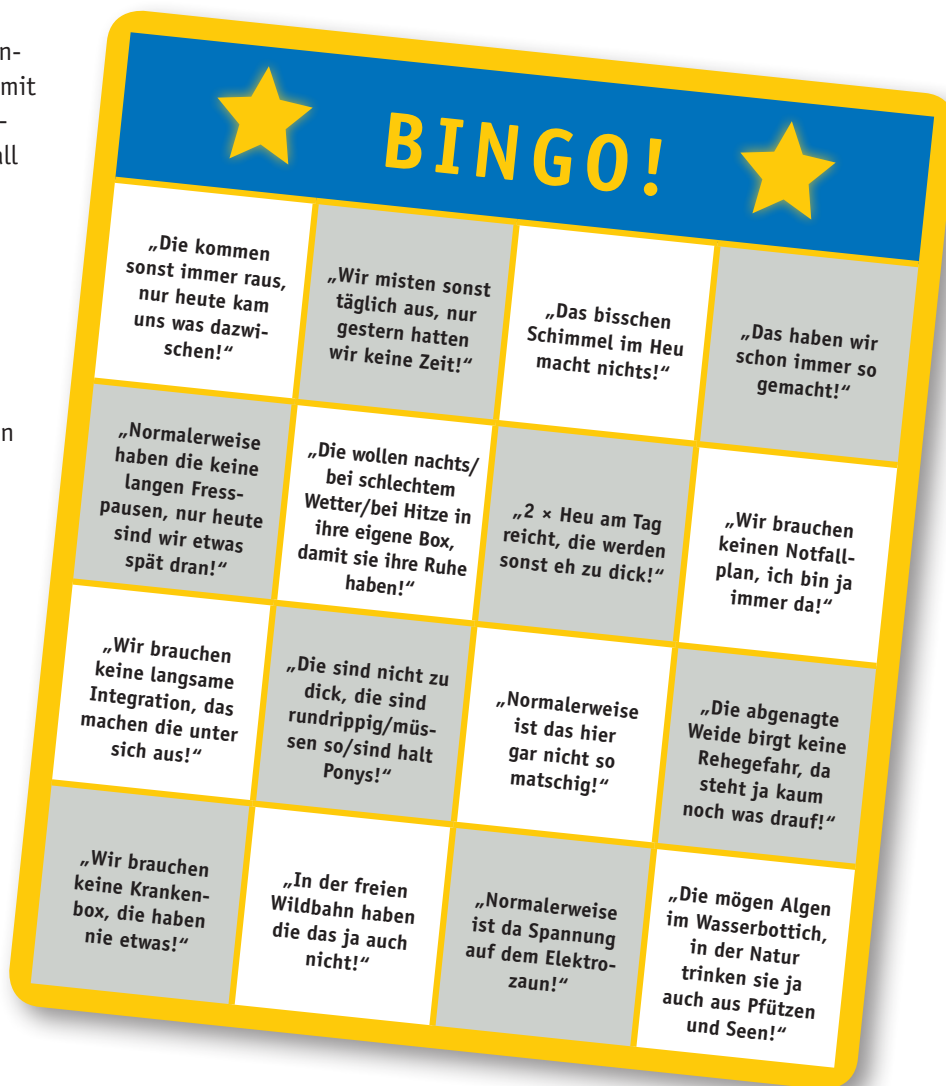 n-
mit
-
all
n
BINGO!
„Die kommen
sonst immer raus,
nur heute kam
uns was dazwi-
schen!“
„Wir misten sonst
täglich aus, nur
gestern hatten
wir keine Zeit!“
„Das bisschen
Schimmel im Heu
macht nichts!“
„Das haben wir
schon immer so
gemacht!“
„Normalerweise
haben die keine
langen Fress-
pausen, nur heute
sind wir etwas
spät dran!“
„Die wollen nachts/
bei schlechtem
Wetter/bei Hitze in
ihre eigene Box,
damit sie ihre Ruhe
haben!“
„2 × Heu am Tag
reicht, die werden
sonst eh zu dick!“
„Wir brauchen
keinen Notfall-
plan, ich bin ja
immer da!“
„Wir brauchen
keine langsame
Integration, das
machen die unter
sich aus!“
„Die sind nicht zu
dick, die sind
rundrippig/müs-
sen so/sind halt
Ponys!“
„Normalerweise
ist das hier
gar nicht so
matschig!“
„Die abgenagte
Weide birgt keine
Rehegefahr, da
steht ja kaum
noch was drauf!“
„Wir brauchen
keine Kranken-
box, die haben
nie etwas!“
„In der freien
Wildbahn haben
die das ja auch
nicht!“
„Normalerweise
ist da Spannung
auf dem Elektro-
zaun!“
„Die mögen Algen
im Wasserbottich,
in der Natur
trinken sie ja
auch aus Pfützen
und Seen!“